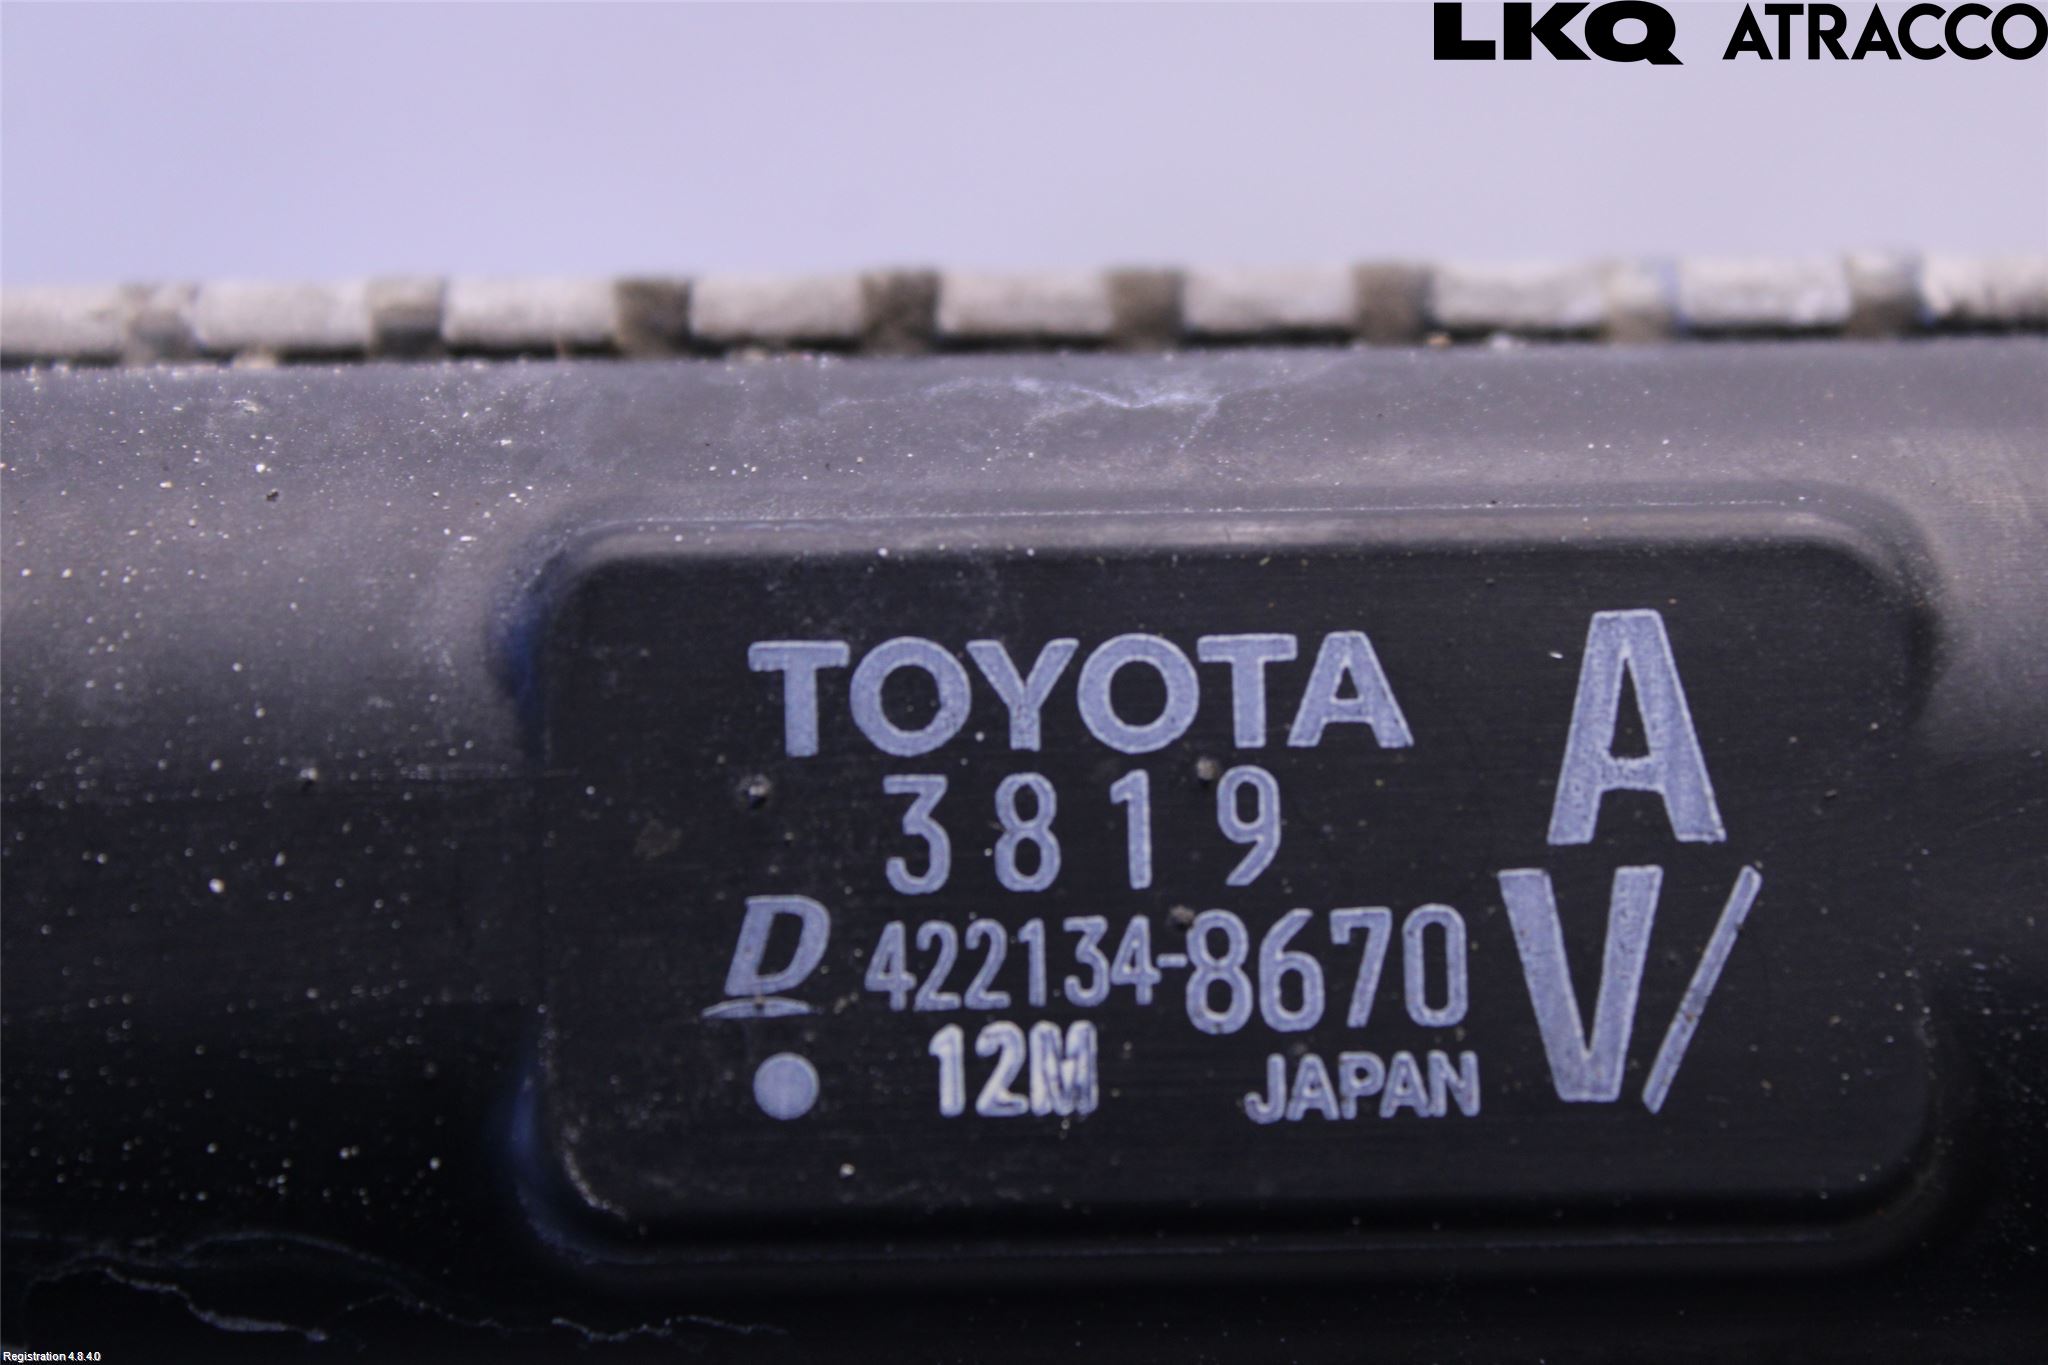 LKQ ATRACCO
TOYOTA
A
3819
D 422134-8670
V/
12M
JAPAN
Registration 4.8.4.0